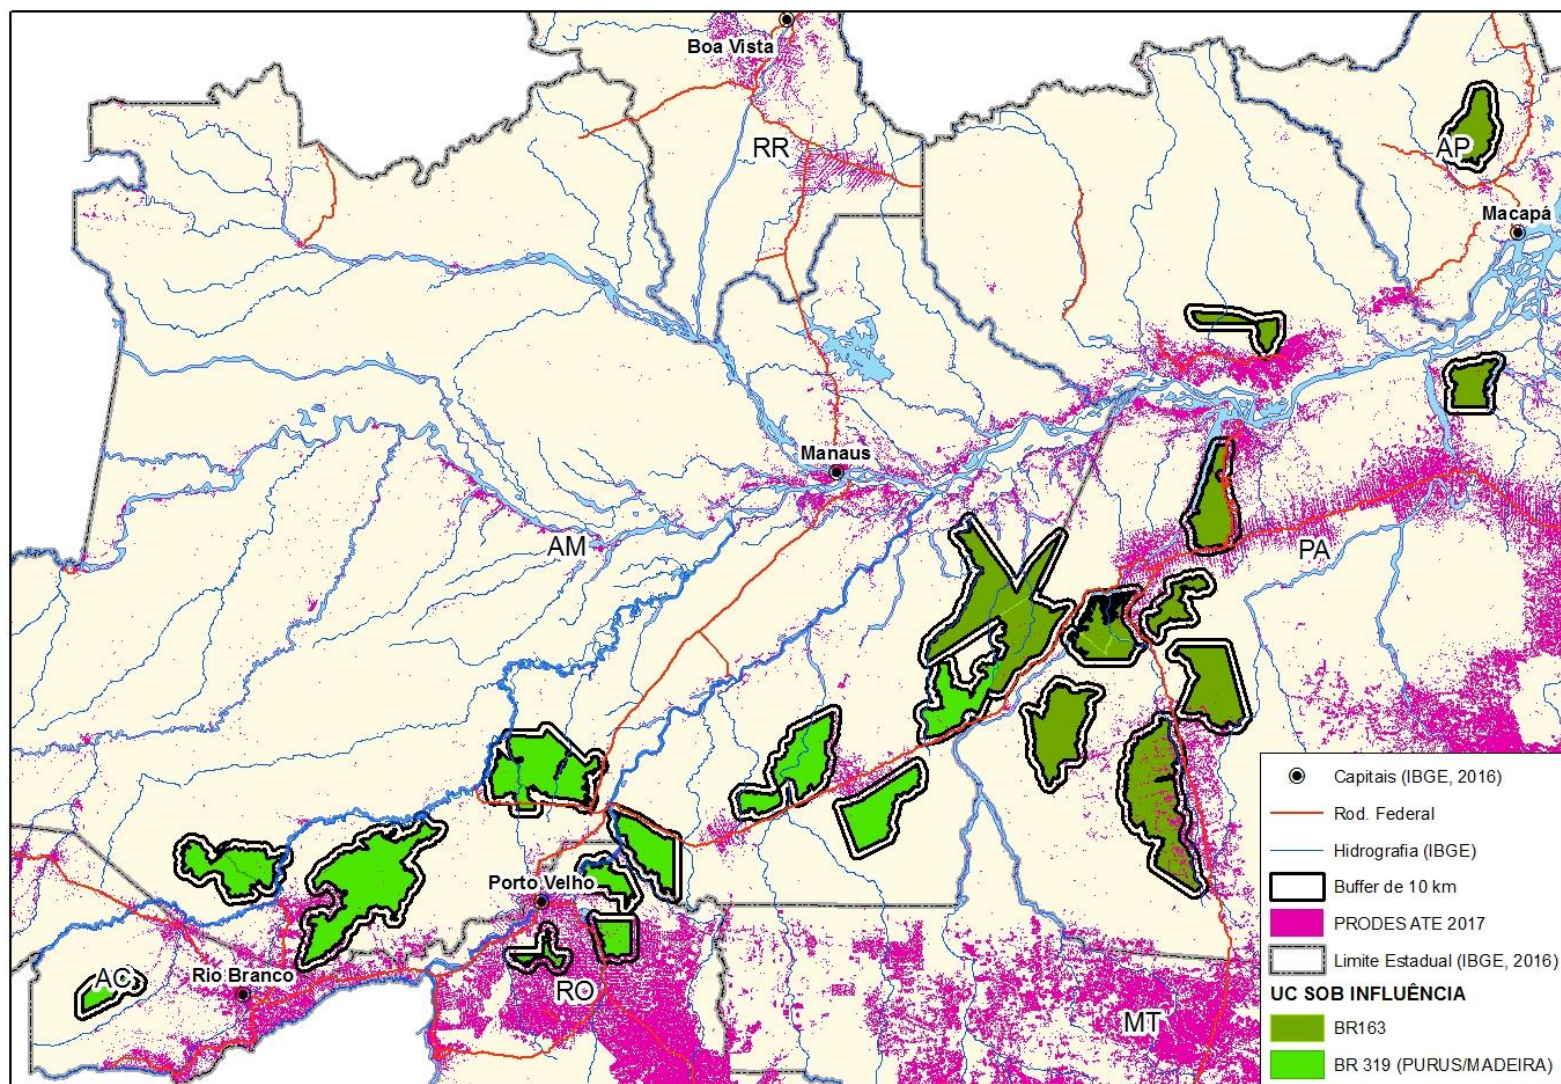 Boa Vista
RR
AP
Macapá
Manaus
AM
PA
Porto Velho
AC
Rio Branco
RO
MT
Capitais (IBGE, 2016)
Rod. Federal
Hidrografia (IBGE)
Buffer de 10 km
PRODES ATE 2017
Limite Estadual (IBGE, 2016)
UC SOB INFLUÊNCIA
BR163
BR 319 (PURUS/MADEIRA)